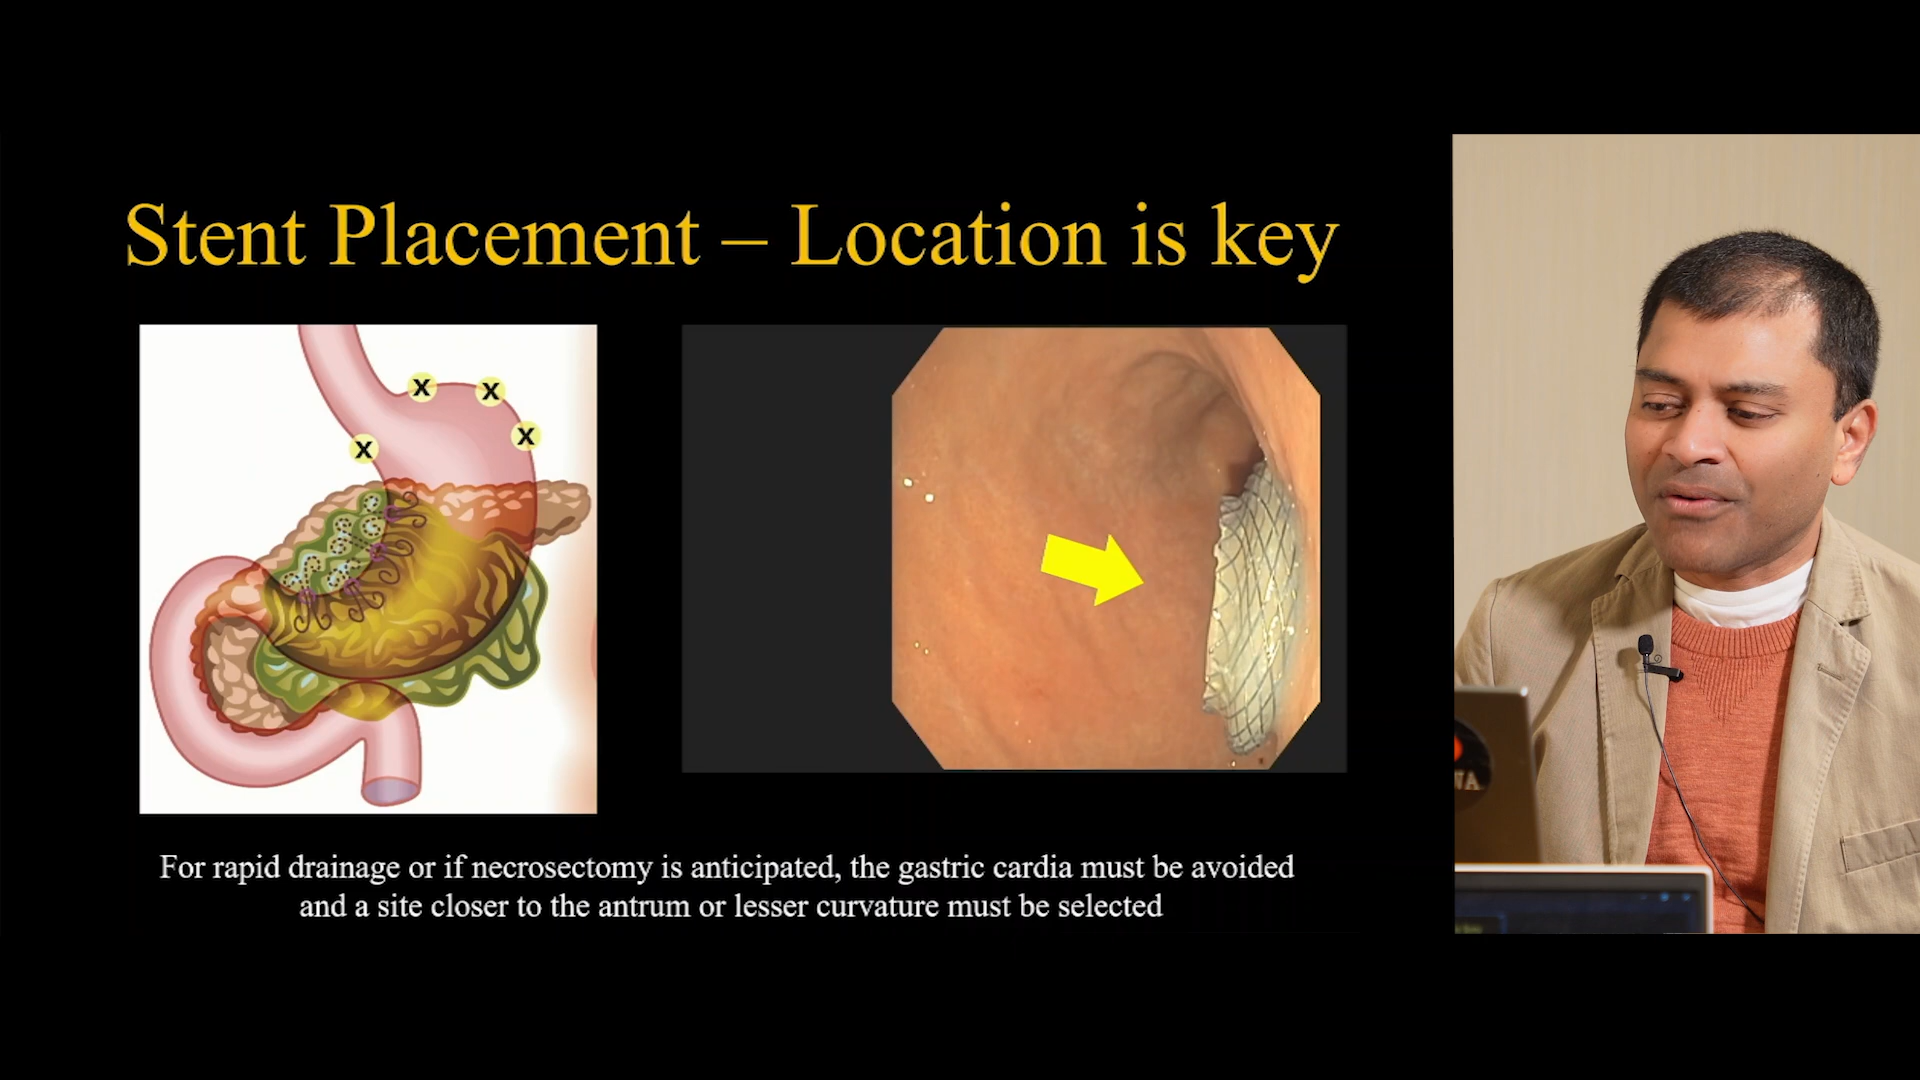 Stent Placement – Location is key
X X
X X
For rapid drainage or if necrosectomy is anticipated, the gastric cardia must be avoided
and a site closer to the antrum or lesser curvature must be selected